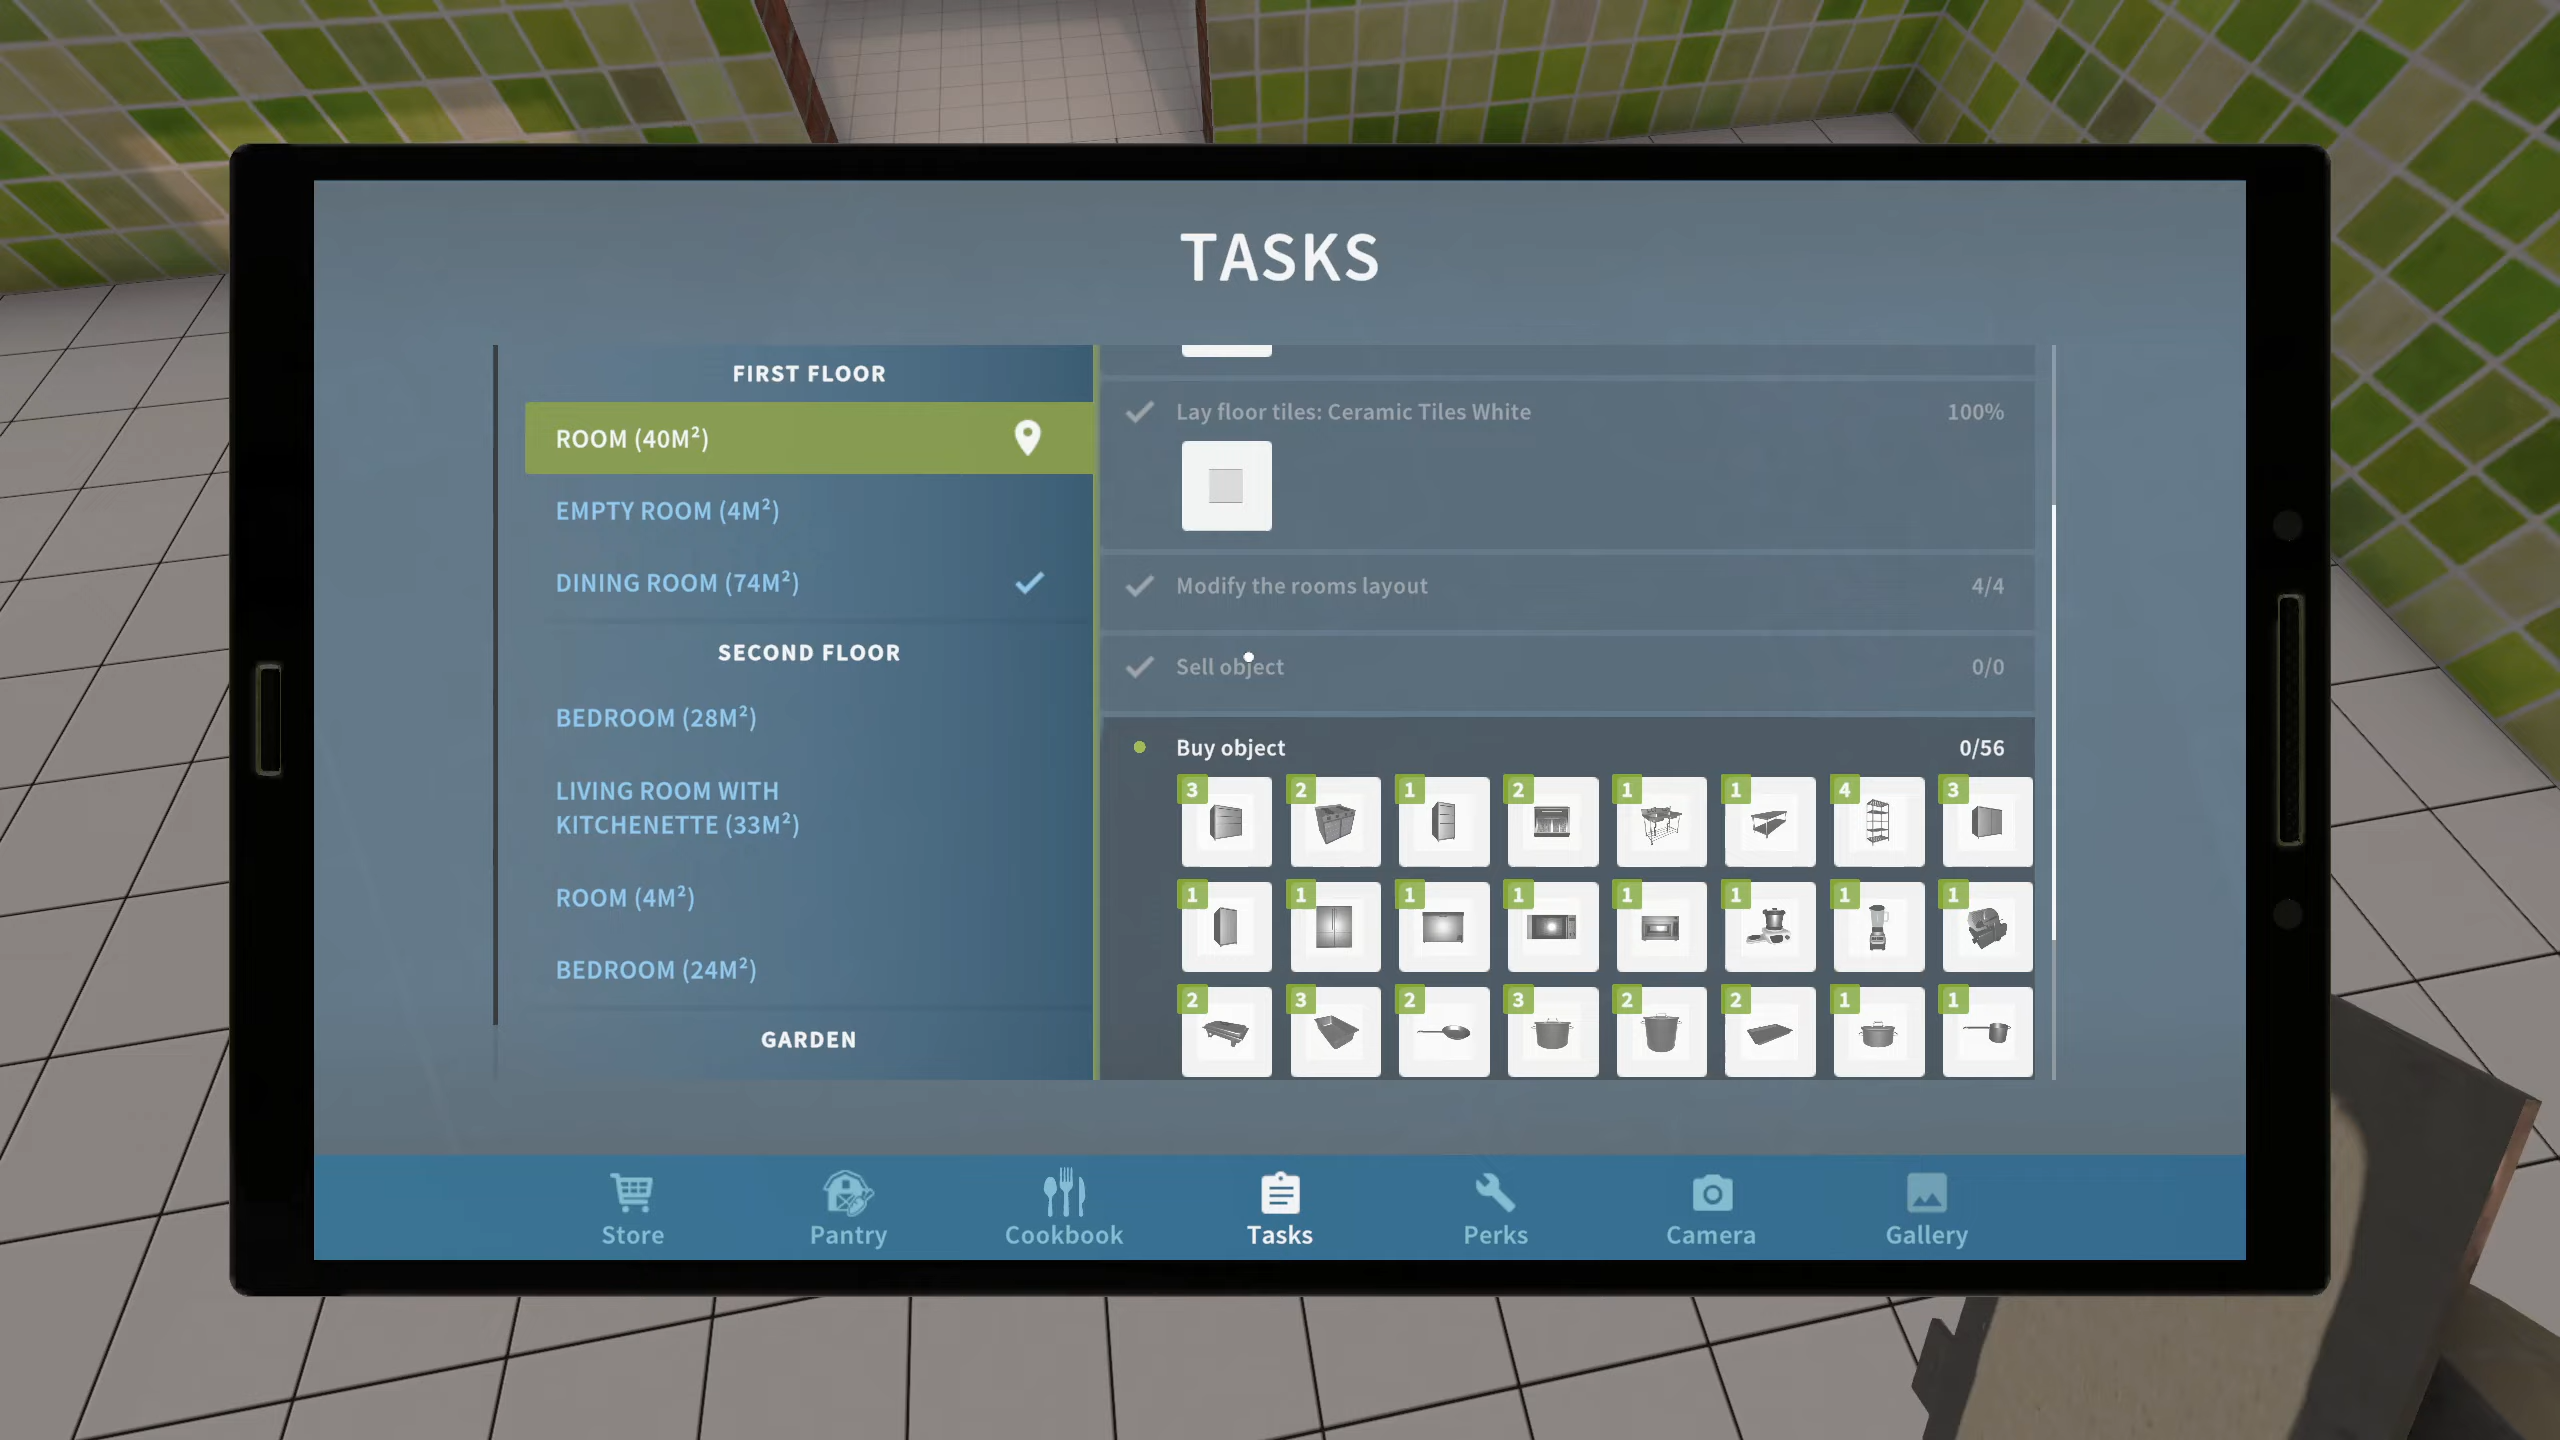 TASKS
FIRST FLOOR
ROOM (40M²)
EMPTY ROOM (4M²)
DINING ROOM (74M²)
SECOND FLOOR
BEDROOM (28M²)
LIVING ROOM WITH
KITCHENETTE (33M²)
ROOM (4M²)
BEDROOM (24M²)
GARDEN
Lay floor tiles: Ceramic Tiles White 100%
Modify the rooms layout 4/4
Sell object 0/0
Buy object 0/56
3 2 1 2 1 1 4 3
1 1 1 1 1 1 1 1
2 3 2 3 2 2 1 1
Store Pantry Cookbook Tasks Perks Camera Gallery